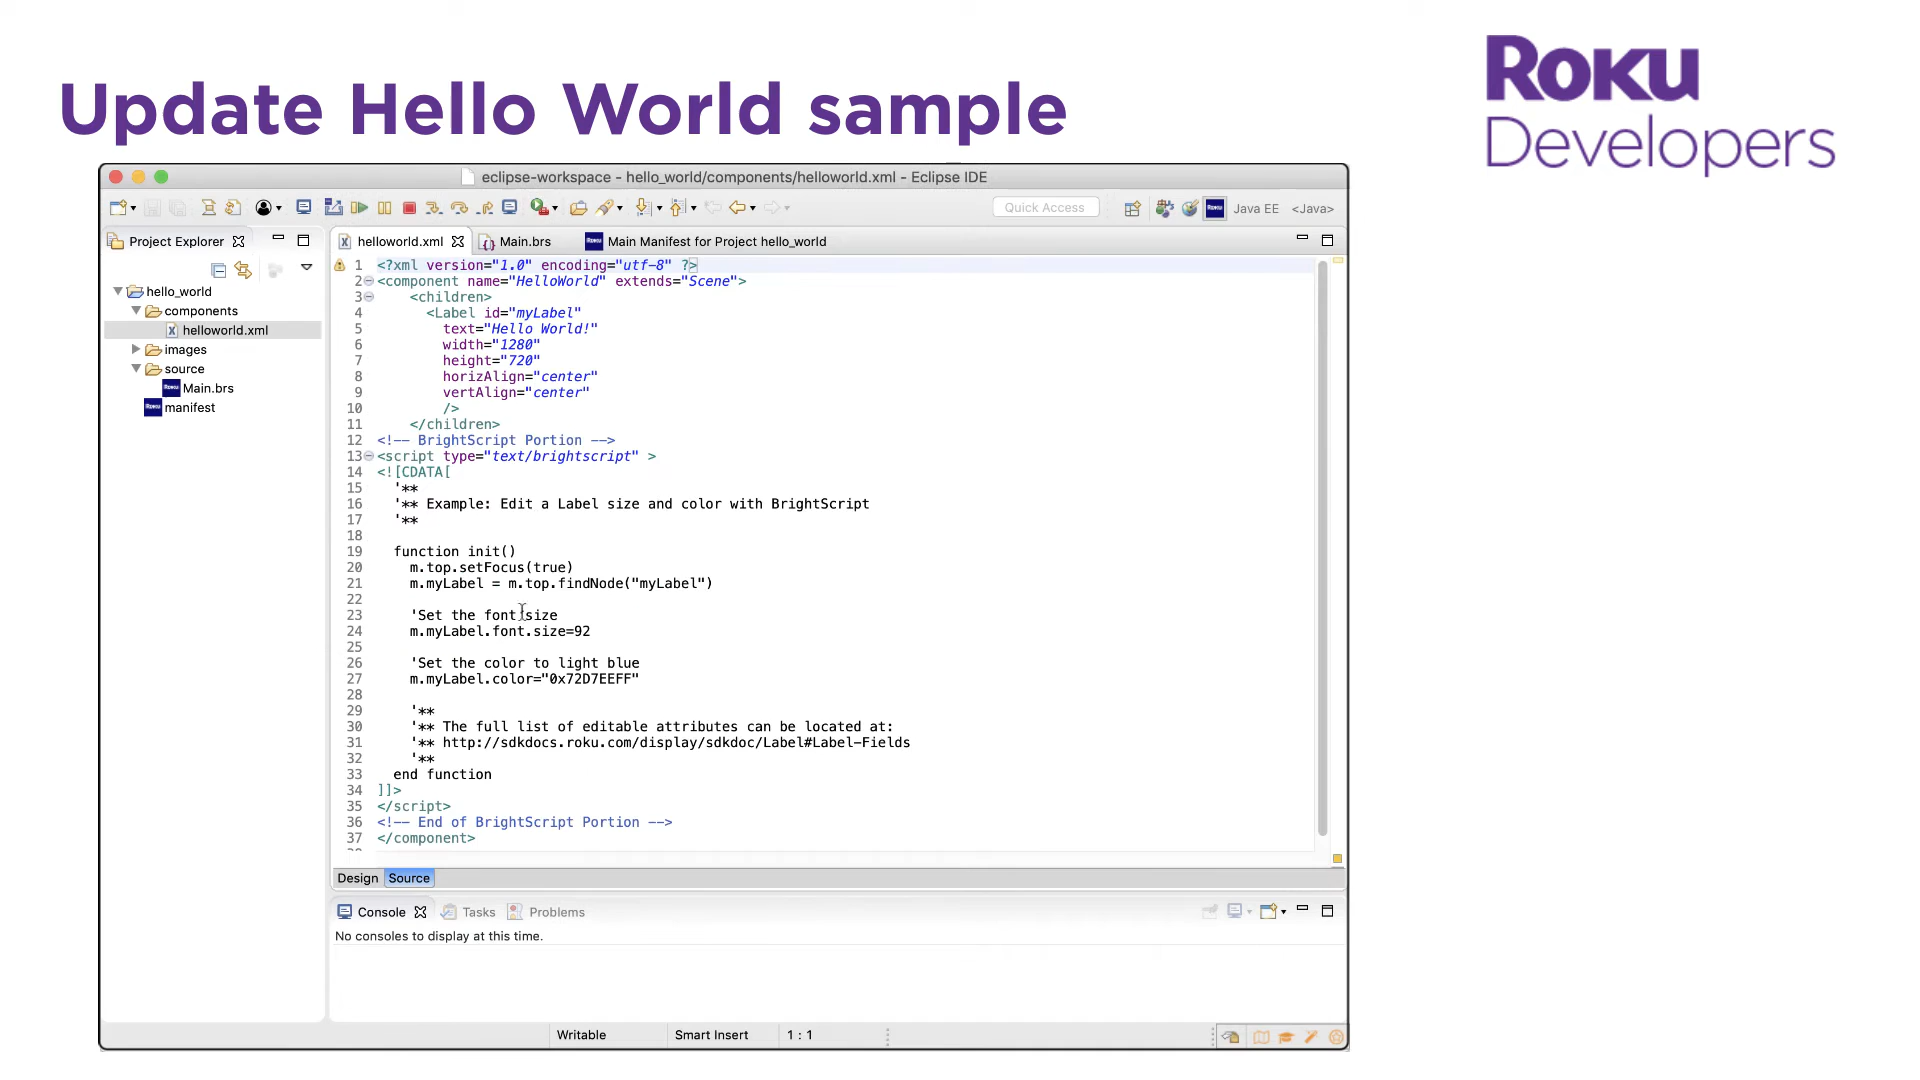 Update Hello World sample
Roku
Developers
eclipse-workspace - hello_world/components/helloworld.xml - Eclipse IDE
Quick Access
Roku
Java EE
<Java>
Project Explorer
helloworld.xml
Main.brs
Roku
Main Manifest for Project hello_world
hello_world
components
helloworld.xml
images
source
Roku Main.brs
Roku manifest
1 <?xml version="1.0" encoding="utf-8" ?>
2 <component name="HelloWorld" extends="Scene">
3 <children>
4 <Label id="myLabel"
5 text="Hello World!"
6 width="1280"
7 height="720"
8 horizAlign="center"
9 vertAlign="center"
10 />
11 </children>
12 <!-- BrightScript Portion -->
13 <script type="text/brightscript" >
14 <![CDATA[
15 '**
16 '** Example: Edit a Label size and color with BrightScript
17 '**
18
19 function init()
20 m.top.setFocus(true)
21 m.myLabel = m.top.findNode("myLabel")
22
23 'Set the font size
24 m.myLabel.font.size=92
25
26 'Set the color to light blue
27 m.myLabel.color="0x72D7EEFF"
28
29 '**
30 '** The full list of editable attributes can be located at:
31 '** http://sdkdocs.roku.com/display/sdkdoc/Label#Label-Fields
32 '**
33 end function
34 ]]>
35 </script>
36 <!-- End of BrightScript Portion -->
37 </component>
Design
Source
Console
Tasks
Problems
No consoles to display at this time.
Writable
Smart Insert
1 : 1